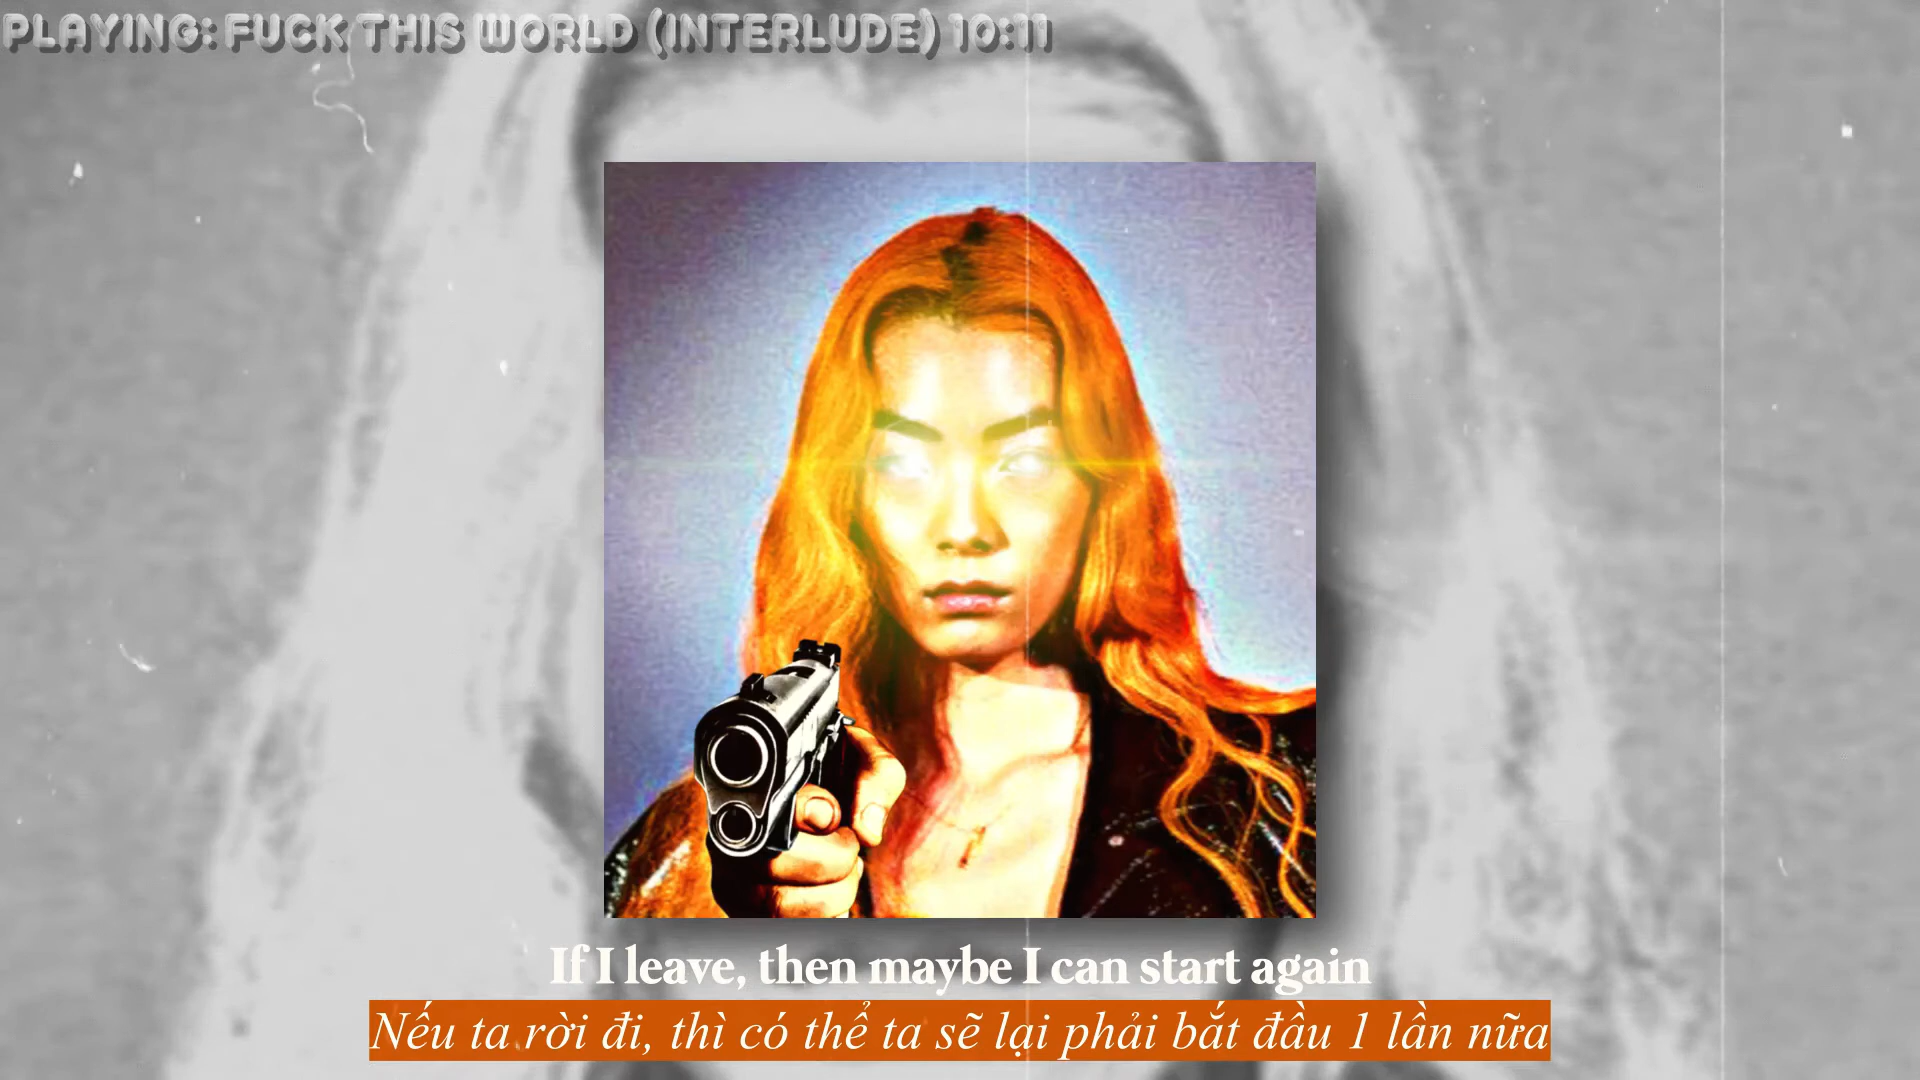 PLAYING: FUCK THIS WORLD (INTERLUDE) 10:11
If I leave, then maybe I can start again
Nếu ta rời đi, thì có thể ta sẽ lại phải bắt đầu 1 lần nữa